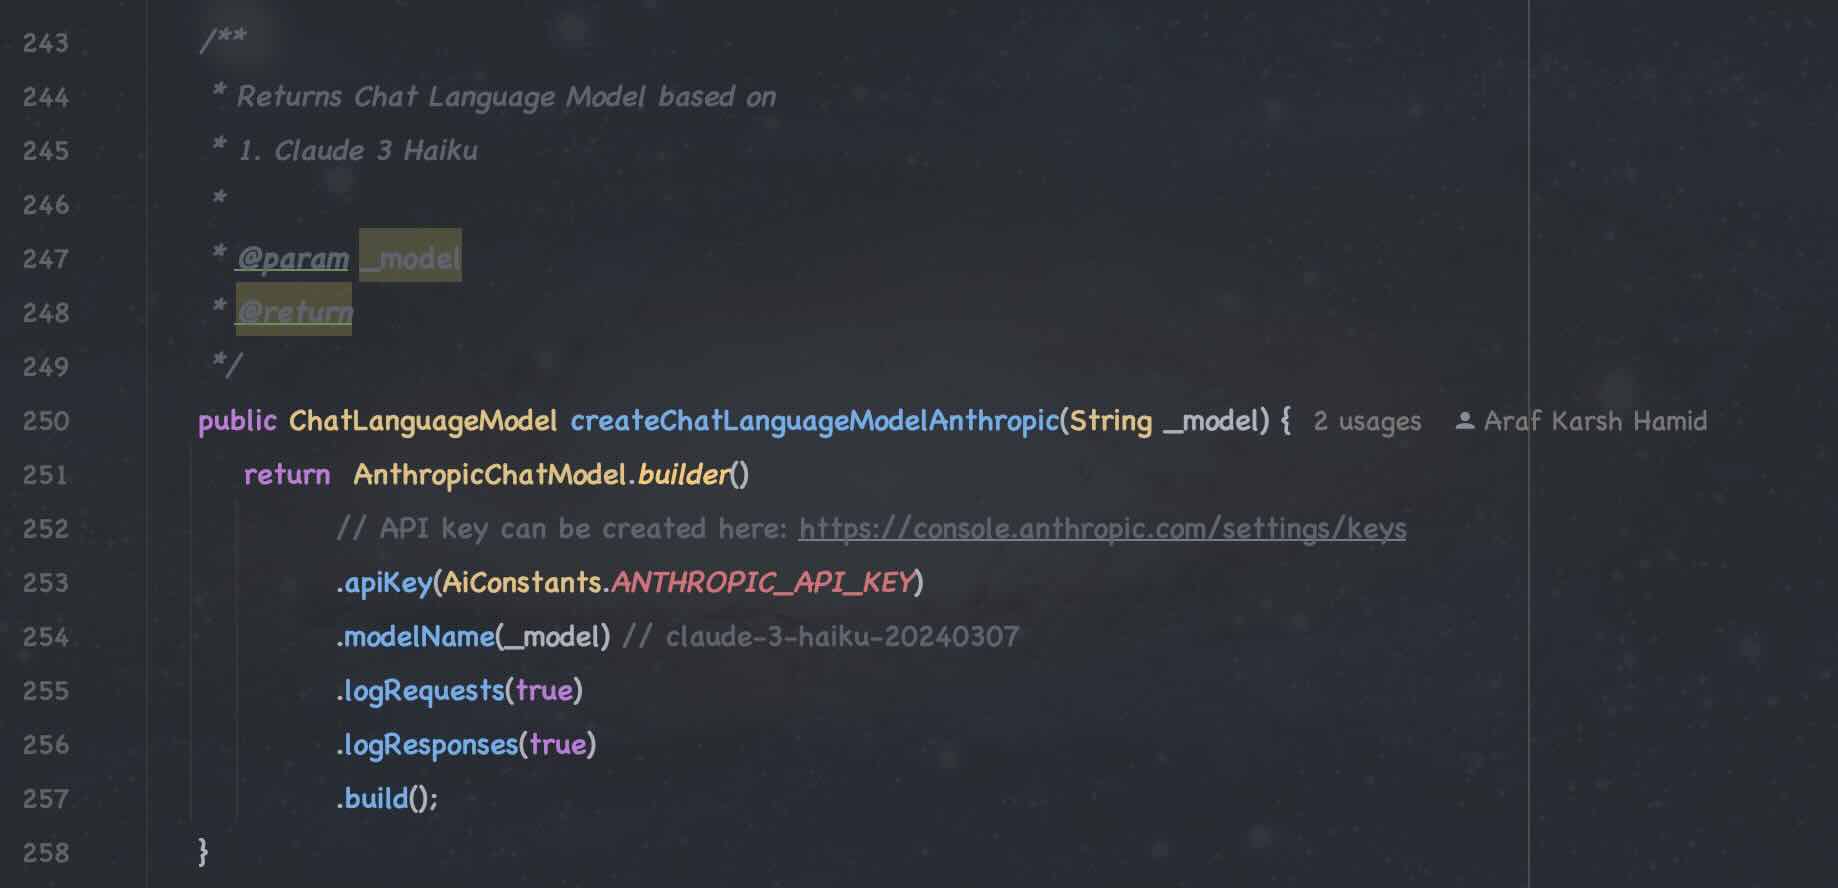 243 /**
244 * Returns Chat Language Model based on
245 * 1. Claude 3 Haiku
246 *
247 * @param _model
248 * @return
249 */
250 public ChatLanguageModel createChatLanguageModelAnthropic(String _model) { 2 usages Araf Karsh Hamid
251 return AnthropicChatModel.builder()
252 // API key can be created here: https://console.anthropic.com/settings/keys
253 .apiKey(AiConstants.ANTHROPIC_API_KEY)
254 .modelName(_model) // claude-3-haiku-20240307
255 .logRequests(true)
256 .logResponses(true)
257 .build();
258 }